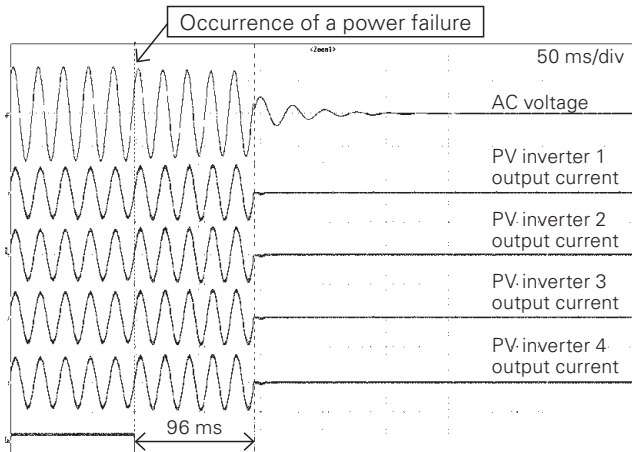 Occurrence of a power failure
<Zoom1>
50 ms/div
AC voltage
PV inverter 1
output current
PV inverter 2
output current
PV inverter 3
output current
PV inverter 4
output current
96 ms